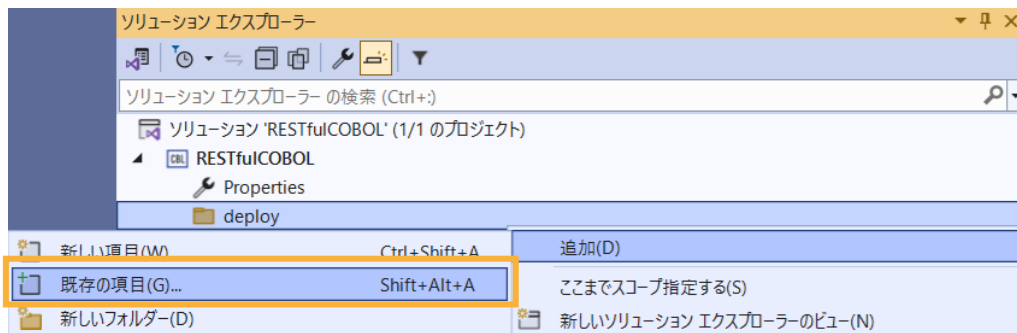 ソリューション エクスプローラー
ソリューション エクスプローラー の検索 (Ctrl+:)
ソリューション 'RESTfulCOBOL' (1/1 のプロジェクト)
CBL RESTfulCOBOL
Properties
deploy
新しい項目(W) Ctrl+Shift+A
既存の項目(G)... Shift+Alt+A
新しいフォルダー(D)
追加(D)
ここまでスコープ指定する(S)
新しいソリューション エクスプローラーのビュー(N)